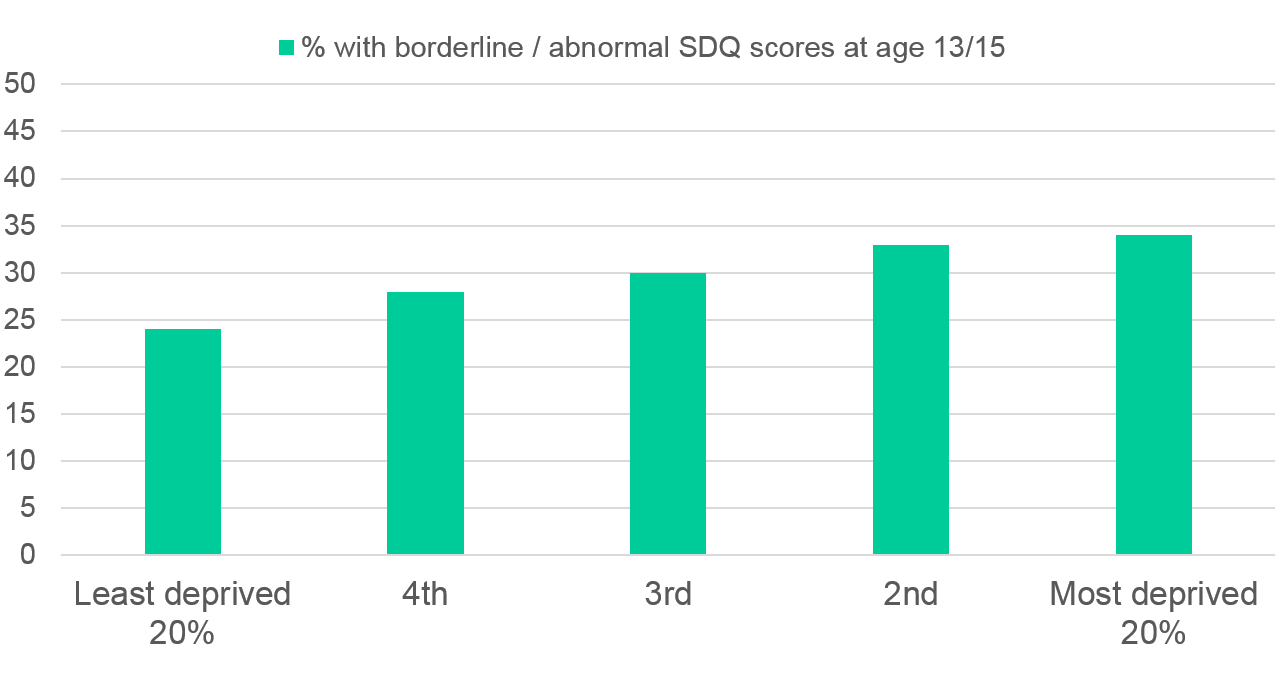 % with borderline / abnormal SDQ scores at age 13/15
50
45
40
35
30
25
20
15
10
5
0
Least deprived 20%
4th
3rd
2nd
Most deprived 20%